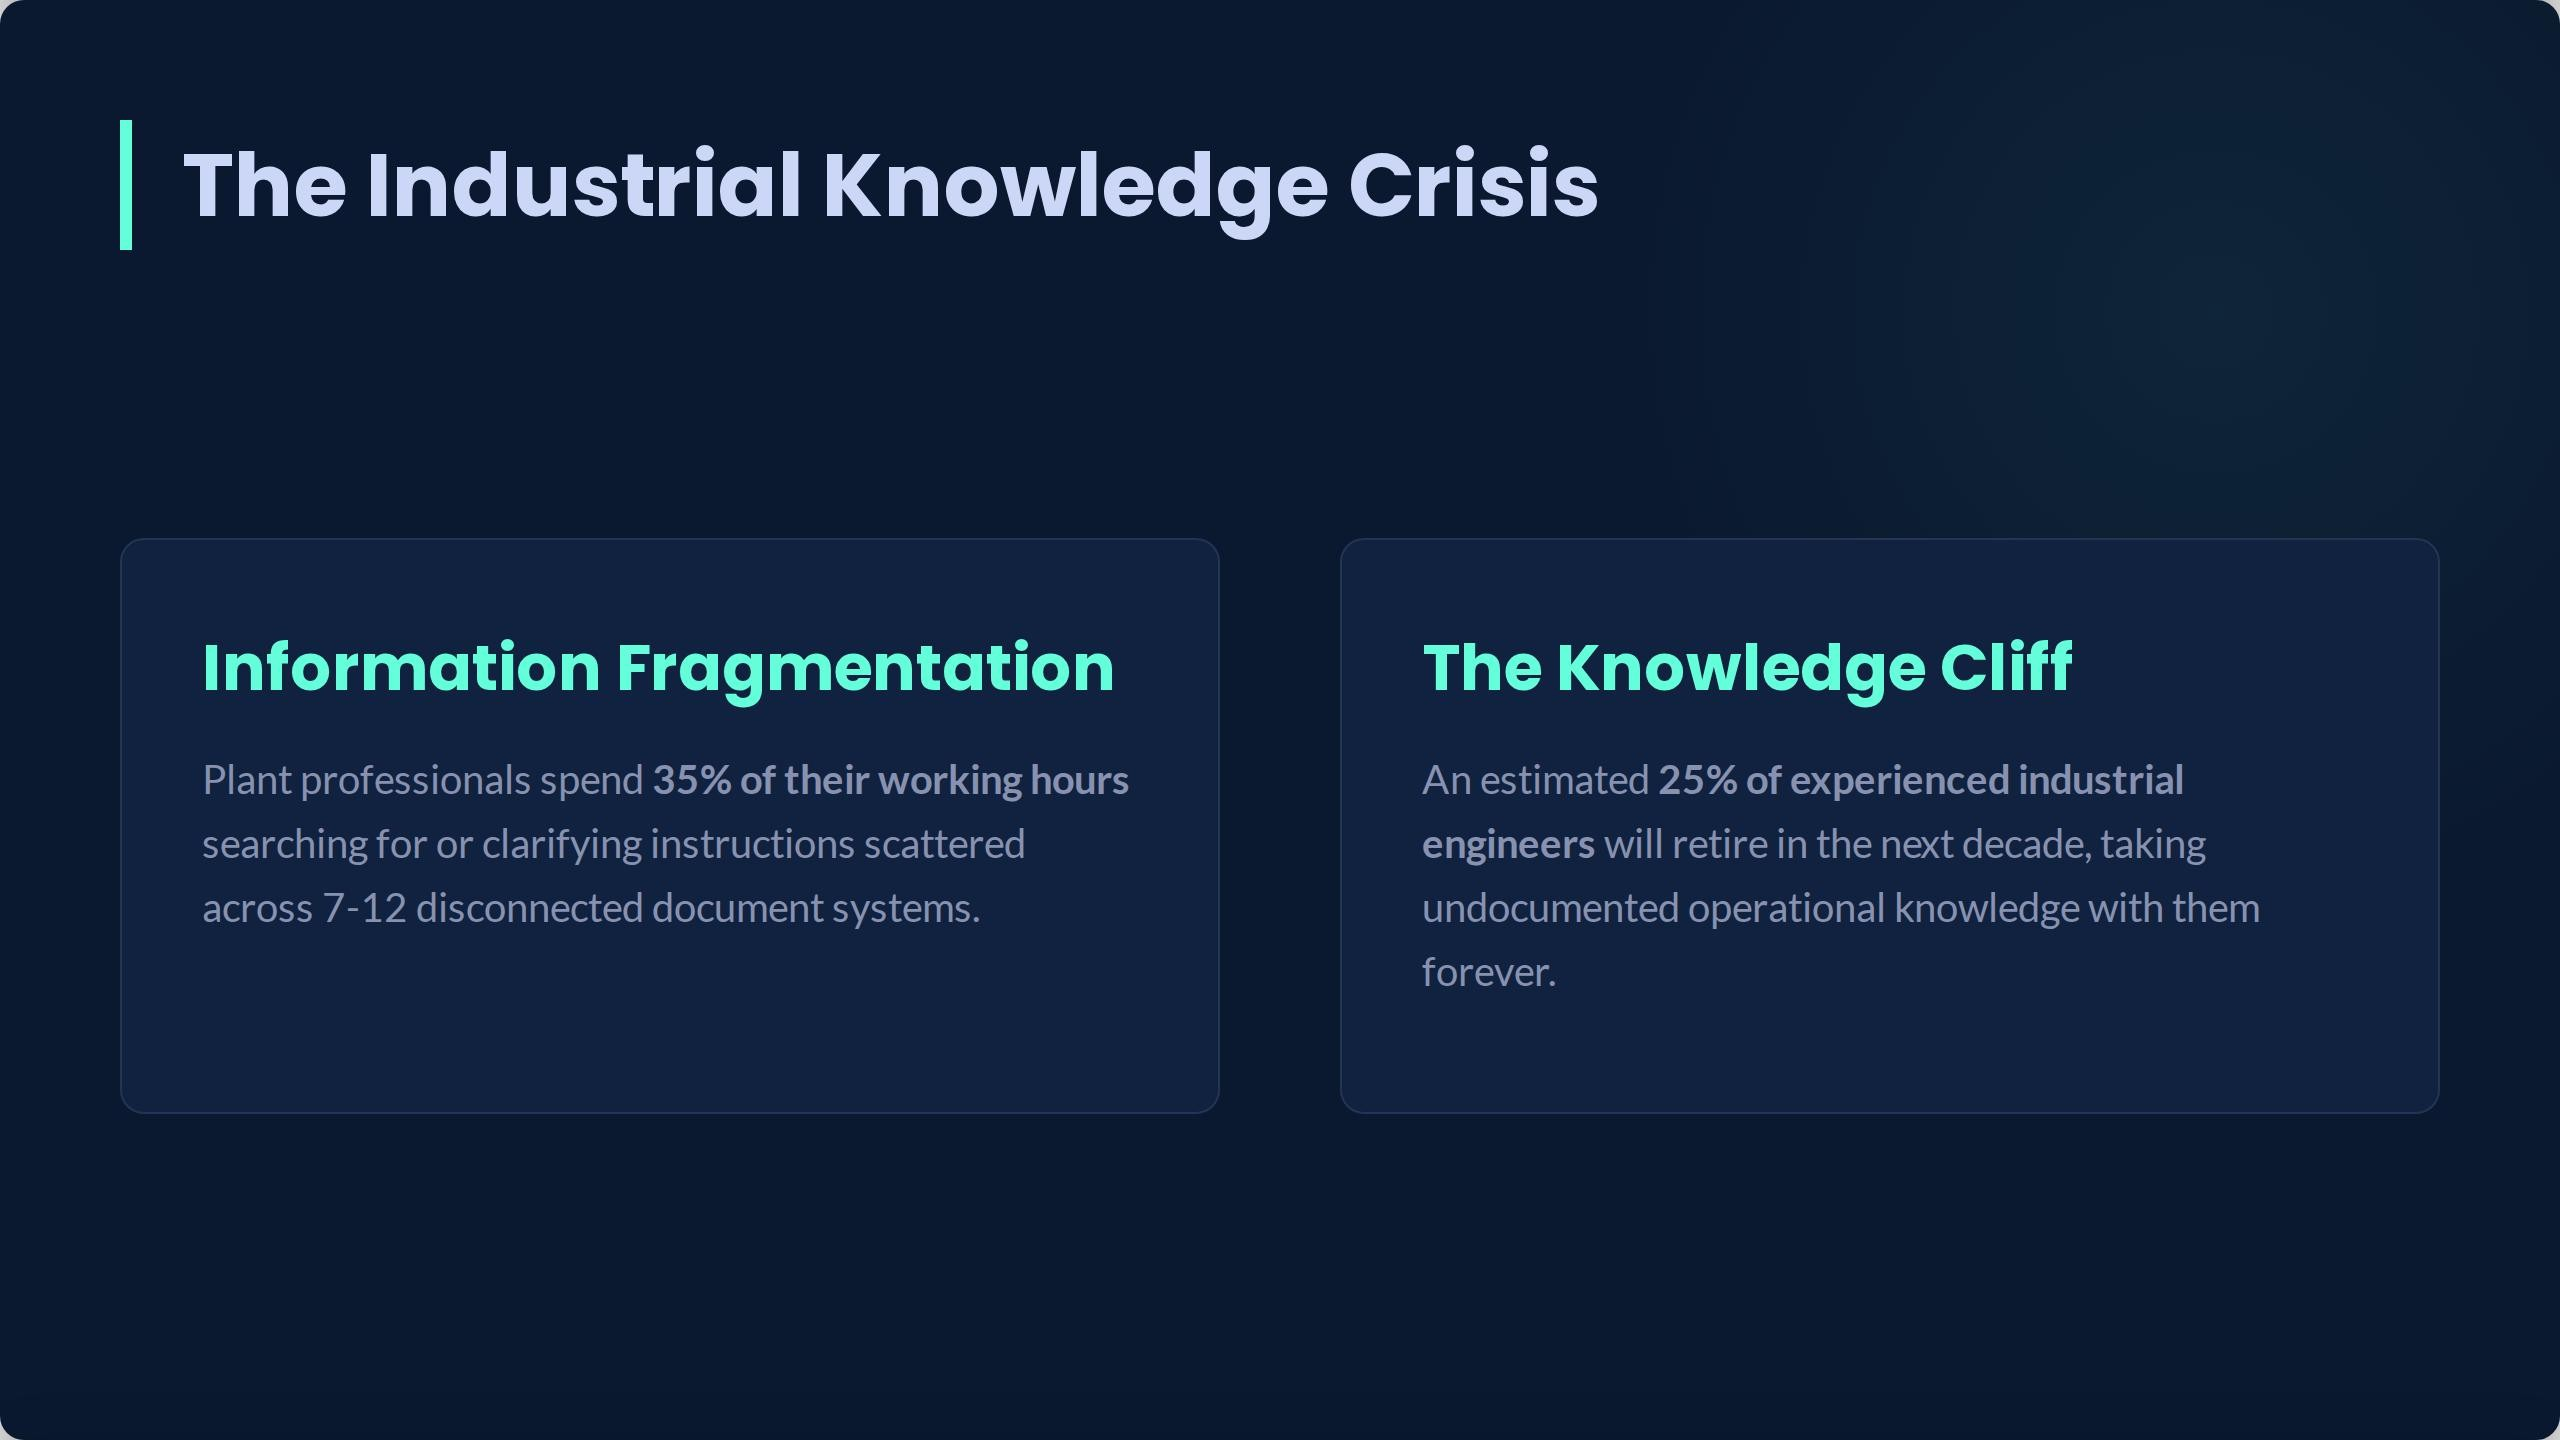 The Industrial Knowledge Crisis
Information Fragmentation
Plant professionals spend 35% of their working hours
searching for or clarifying instructions scattered
across 7-12 disconnected document systems.
The Knowledge Cliff
An estimated 25% of experienced industrial
engineers will retire in the next decade, taking
undocumented operational knowledge with them
forever.